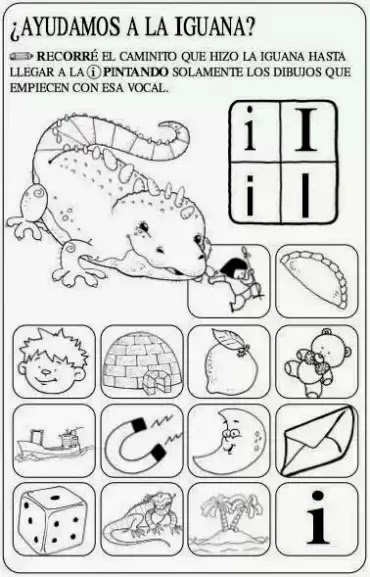 ¿AYUDAMOS A LA IGUANA?
RECORRÉ EL CAMINITO QUE HIZO LA IGUANA HASTA
LLEGAR A LA ⓘ PINTANDO SOLAMENTE LOS DIBUJOS QUE
EMPIECEN CON ESA VOCAL.
i I
i I
i